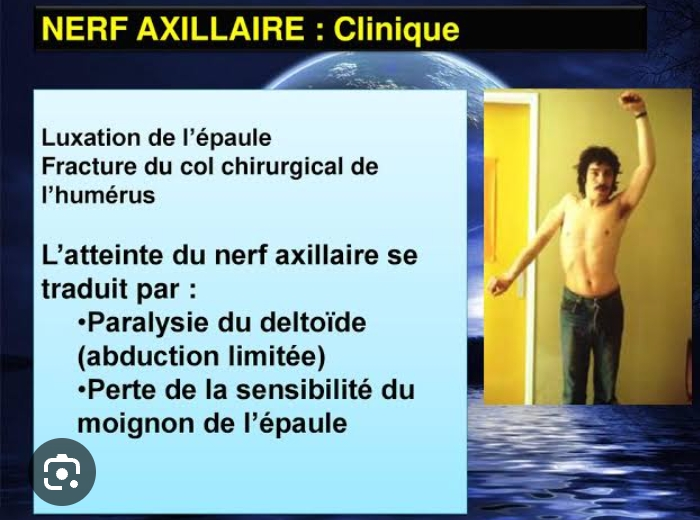 NERF AXILLAIRE : Clinique
Luxation de l’épaule
Fracture du col chirurgical de
l’humérus
L’atteinte du nerf axillaire se
traduit par :
•Paralysie du deltoïde
(abduction limitée)
•Perte de la sensibilité du
moignon de l’épaule